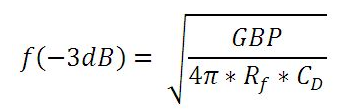 f(-3dB) = √(GBP / (4π * R_f * C_D))